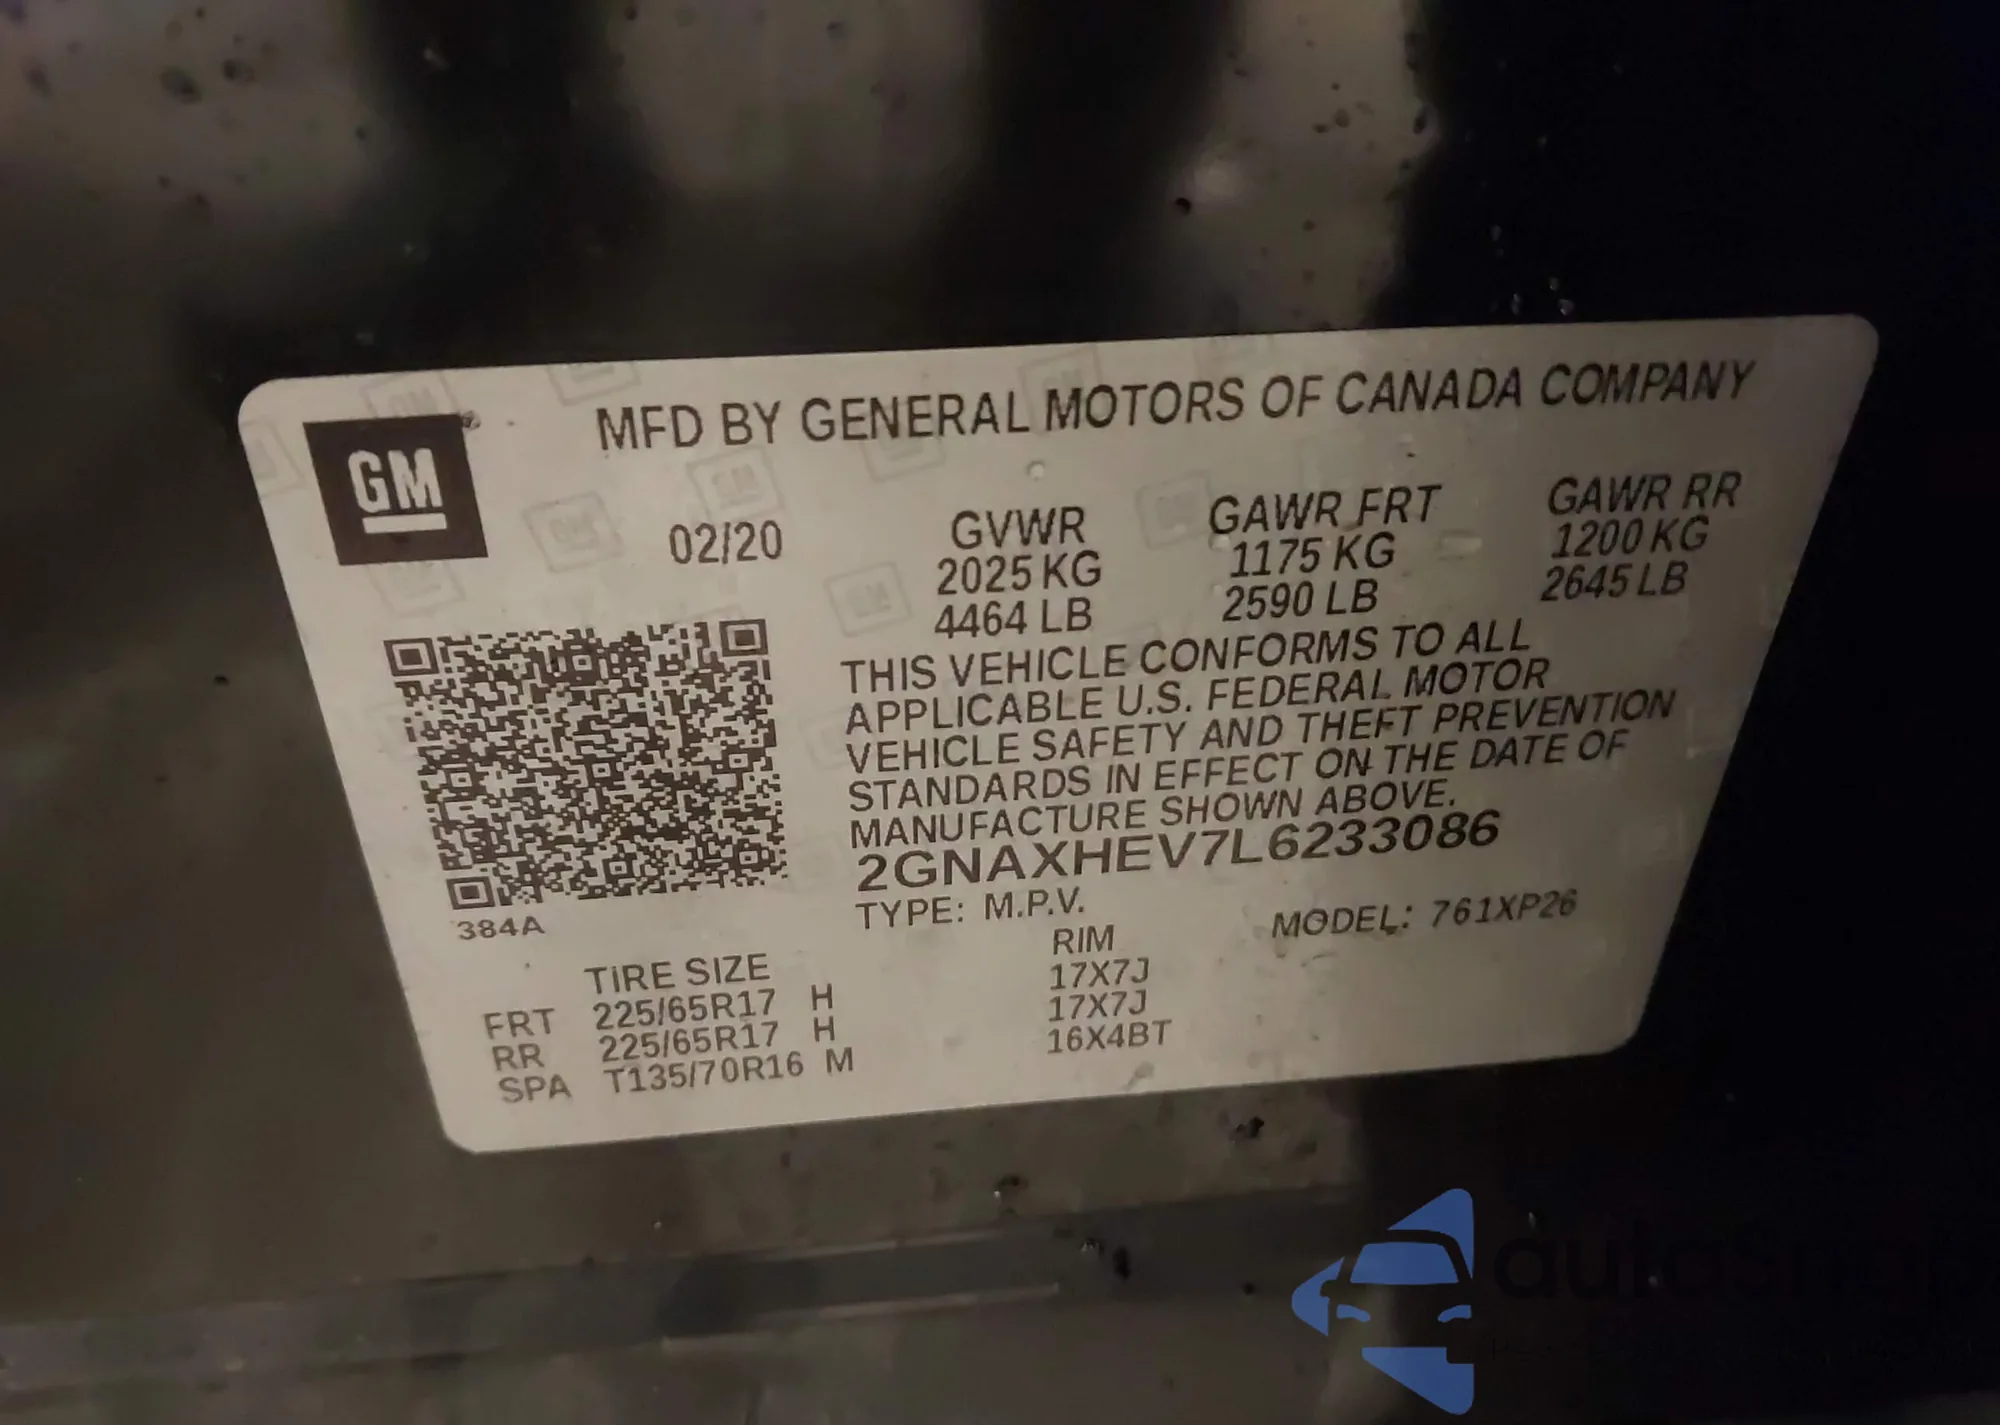 MFD BY GENERAL MOTORS OF CANADA COMPANY
GM
02/20
GVWR GAWR FRT GAWR RR
2025 KG 1175 KG 1200 KG
4464 LB 2590 LB 2645 LB
THIS VEHICLE CONFORMS TO ALL
APPLICABLE U.S. FEDERAL MOTOR
VEHICLE SAFETY AND THEFT PREVENTION
STANDARDS IN EFFECT ON THE DATE OF
MANUFACTURE SHOWN ABOVE.
2GNAXHEV7L6233086
TYPE: M.P.V. MODEL: 761XP26
384A
TIRE SIZE RIM
FRT 225/65R17 H 17X7J
RR 225/65R17 H 17X7J
SPA T135/70R16 M 16X4BT